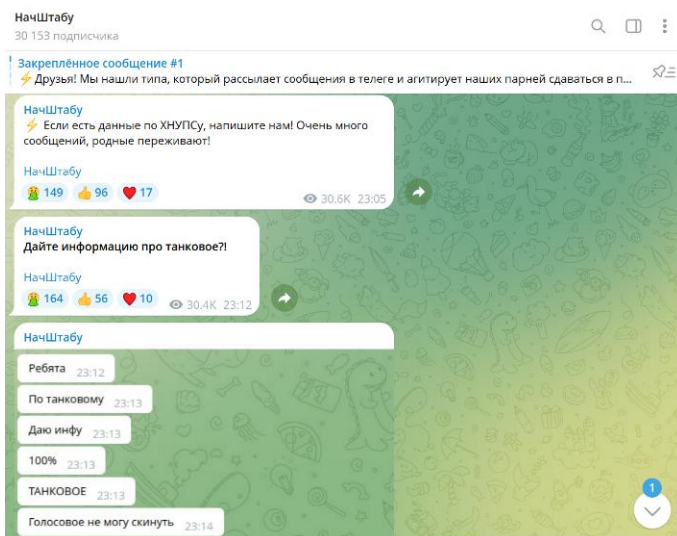 НачШтабу
30 153 подписчика
Закреплённое сообщение #1
⚡ Друзья! Мы нашли типа, который рассылает сообщения в телеге и агитирует наших парней сдаваться в п...
НачШтабу
⚡ Если есть данные по ХНУПСу, напишите нам! Очень много
сообщений, родные переживают!
НачШтабу
149 96 17
30.6K 23:05
НачШтабу
Дайте информацию про танковое?!
НачШтабу
164 56 10
30.4K 23:12
НачШтабу
Ребята 23:12
По танковому 23:13
Даю инфу 23:13
100% 23:13
ТАНКОВОЕ 23:13
Голосовое не могу скинуть 23:14
1